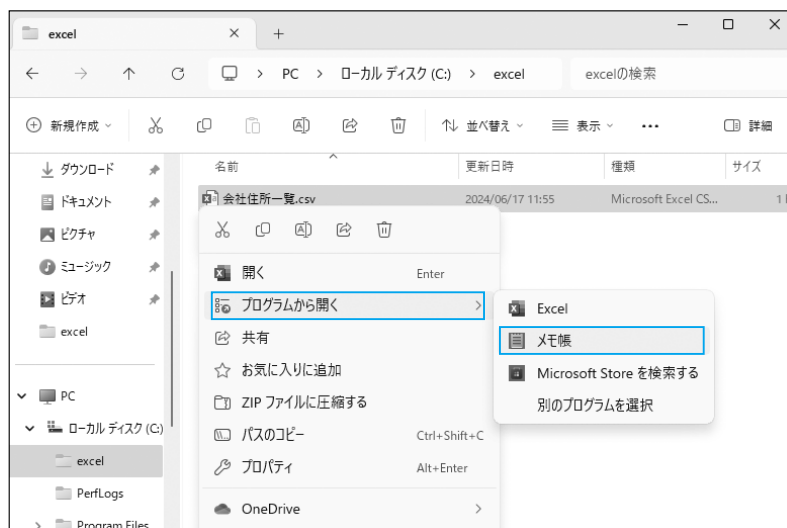 excel
PC > ローカル ディスク (C:) > excel
excelの検索
新規作成
並べ替え
表示
詳細
ダウンロード
ドキュメント
ピクチャ
ミュージック
ビデオ
excel
PC
ローカル ディスク (C:)
excel
PerfLogs
Program Files
名前 更新日時 種類 サイズ
会社住所一覧.csv 2024/06/17 11:55 Microsoft Excel CS... 1
開く Enter
プログラムから開く
共有
お気に入りに追加
ZIP ファイルに圧縮する
パスのコピー Ctrl+Shift+C
プロパティ Alt+Enter
OneDrive
Excel
メモ帳
Microsoft Store を検索する
別のプログラムを選択